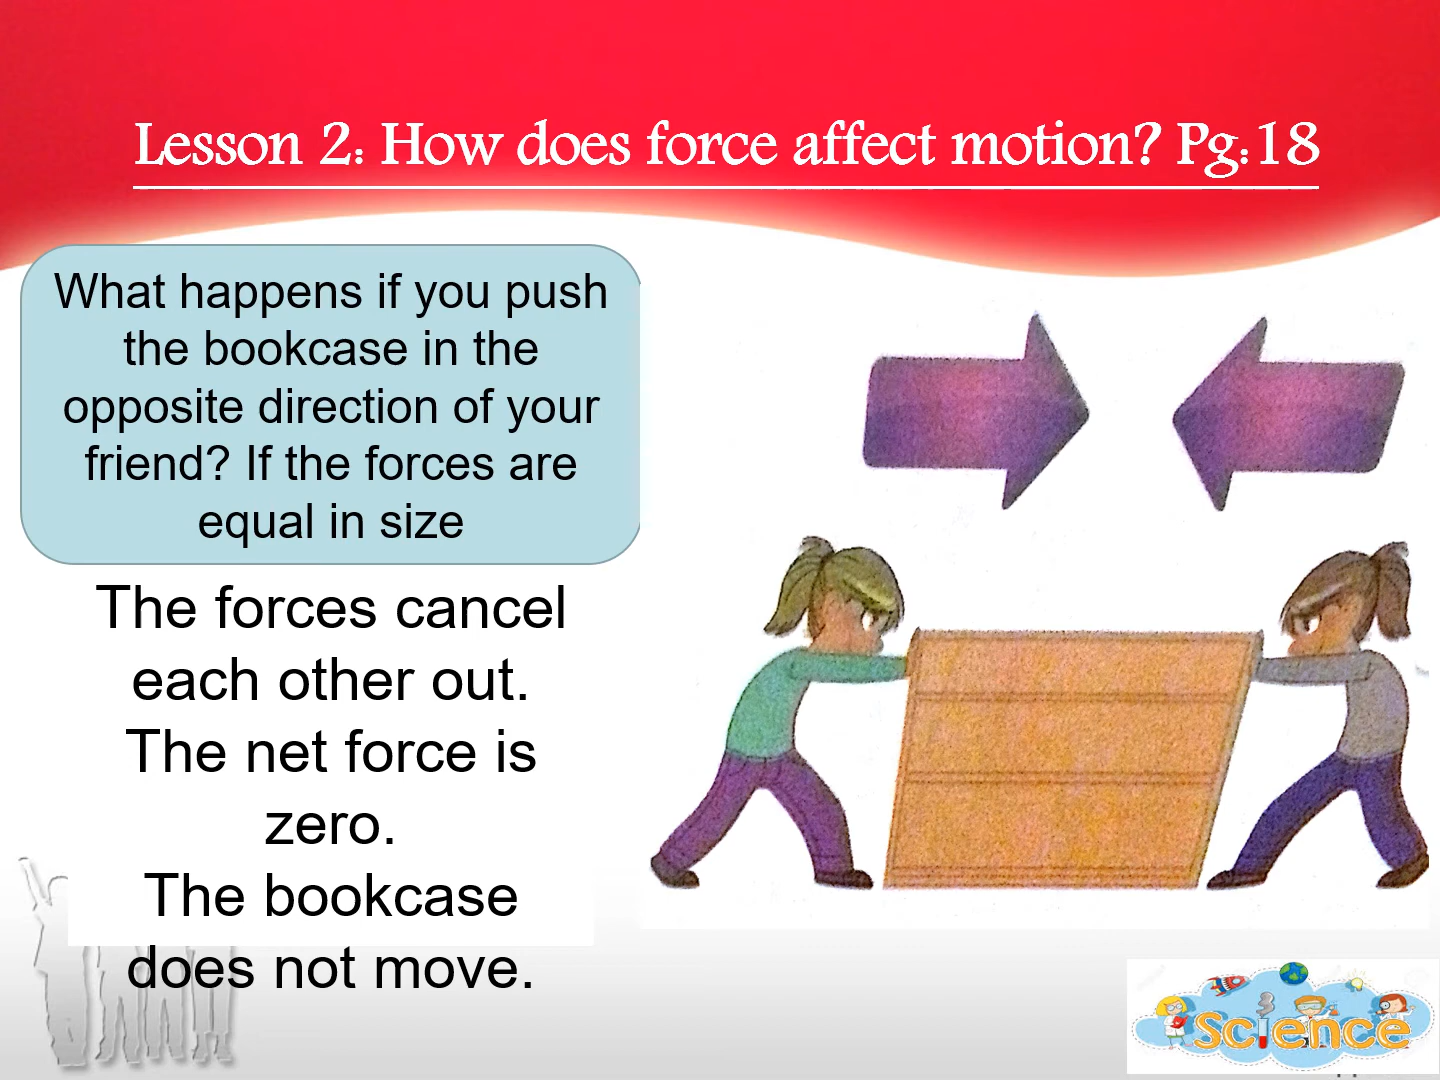 Lesson 2: How does force affect motion? Pg:18
What happens if you push
the bookcase in the
opposite direction of your
friend? If the forces are
equal in size
The forces cancel
each other out.
The net force is
zero.
The bookcase
does not move.
Science